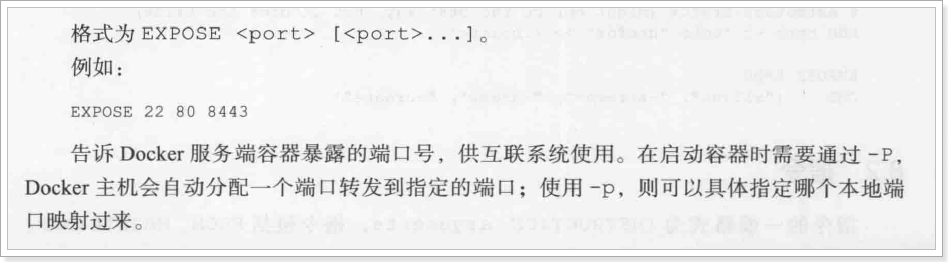 格式为 EXPOSE <port> [<port>...]。
例如：
EXPOSE 22 80 8443
告诉 Docker 服务端容器暴露的端口号，供互联系统使用。在启动容器时需要通过 -P，
Docker 主机会自动分配一个端口转发到指定的端口；使用 -p，则可以具体指定哪个本地端
口映射过来。